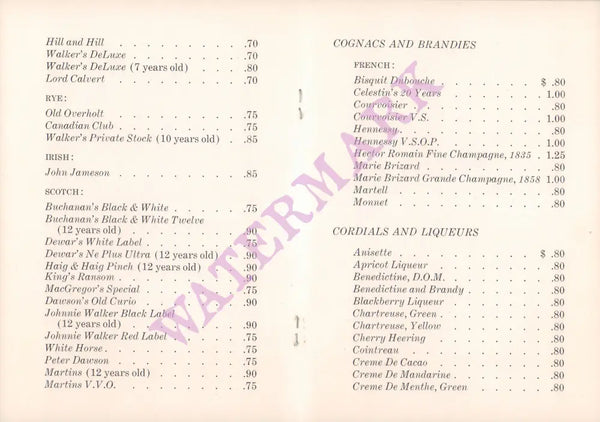 Hill and Hill . . . . . . . . . .70
Walker's DeLuxe . . . . . . . . .70
Walker's DeLuxe (7 years old) . . . . .80
Lord Calvert . . . . . . . . . .70
RYE:
Old Overholt . . . . . . . . . .75
Canadian Club . . . . . . . . . .75
Walker's Private Stock (10 years old) . .85
IRISH:
John Jameson . . . . . . . . . .85
SCOTCH:
Buchanan's Black & White . . . . . .75
Buchanan's Black & White Twelve
(12 years old) . . . . . . . . .90
Dewar's White Label . . . . . . . .75
Dewar's Ne Plus Ultra (12 years old) . . .90
Haig & Haig Pinch (12 years old) . . . .90
King's Ransom . . . . . . . . . .90
MacGregor's Special . . . . . . . .75
Dawson's Old Curio . . . . . . . .90
Johnnie Walker Black Label
(12 years old) . . . . . . . . .90
Johnnie Walker Red Label . . . . . .75
White Horse . . . . . . . . . . .75
Peter Dawson . . . . . . . . . .75
Martins (12 years old) . . . . . . .90
Martins V.V.O. . . . . . . . . . .75
COGNACS AND BRANDIES
FRENCH:
Bisquit Dubouche . . . . . . . $ .80
Celestin's 20 Years . . . . . . . 1.00
Courvoisier . . . . . . . . . . .80
Courvoisier V.S. . . . . . . . . 1.00
Hennessy . . . . . . . . . . . .80
Hennessy V.S.O.P. . . . . . . . . 1.00
Hector Romain Fine Champagne, 1835 . 1.25
Marie Brizard . . . . . . . . . .80
Marie Brizard Grande Champagne, 1858 1.00
Martell . . . . . . . . . . . .80
Monnet . . . . . . . . . . . .80
CORDIALS AND LIQUEURS
Anisette . . . . . . . . . . $ .80
Apricot Liqueur . . . . . . . . .80
Benedictine, D.O.M. . . . . . . . .80
Benedictine and Brandy . . . . . . .80
Blackberry Liqueur . . . . . . . .80
Chartreuse, Green . . . . . . . . .80
Chartreuse, Yellow . . . . . . . .80
Cherry Heering . . . . . . . . . .80
Cointreau . . . . . . . . . . . .80
Creme De Cacao . . . . . . . . . .80
Creme De Mandarine . . . . . . . .80
Creme De Menthe, Green . . . . . . .80
WATERMARK